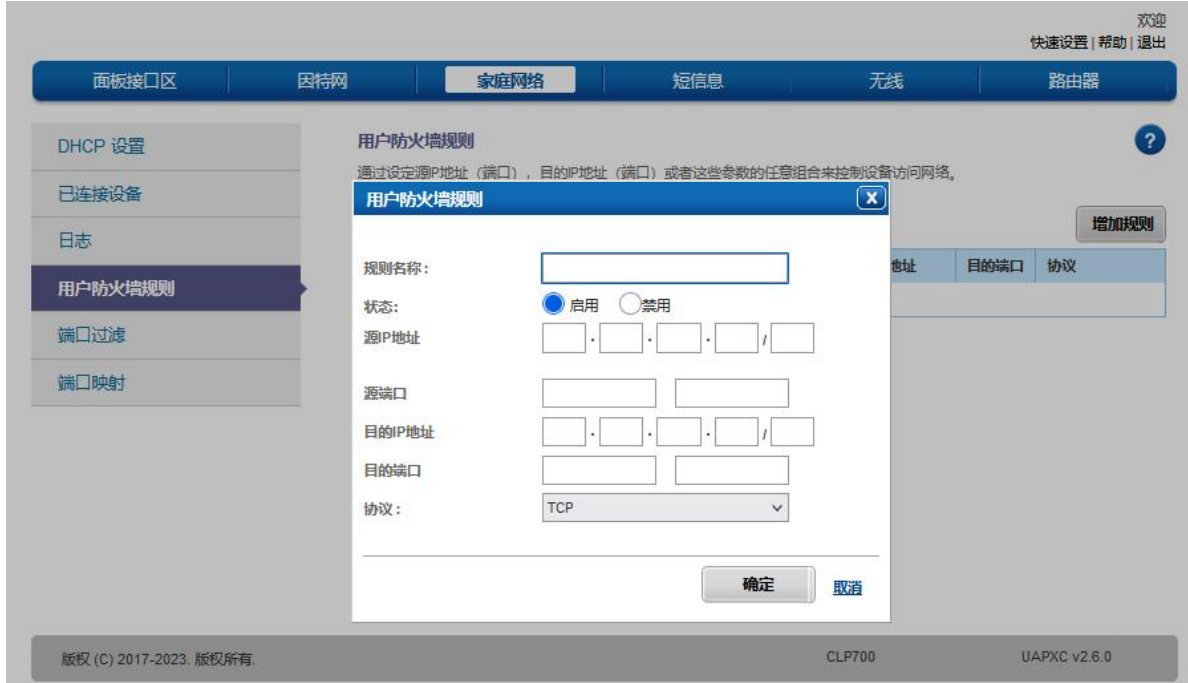 欢迎
快速设置 | 帮助 | 退出
面板接口区 因特网 家庭网络 短信息 无线 路由器
DHCP 设置
已连接设备
日志
用户防火墙规则
端口过滤
端口映射
用户防火墙规则
?
通过设定源IP地址（端口），目的IP地址（端口）或者这些参数的任意组合来控制设备访问网络。
增加规则
地址 目的端口 协议
用户防火墙规则 X
规则名称：
状态: 启用 禁用
源IP地址 . . . /
源端口
目的IP地址 . . . /
目的端口
协议： TCP
确定 取消
版权 (C) 2017-2023. 版权所有. CLP700 UAPXC v2.6.0